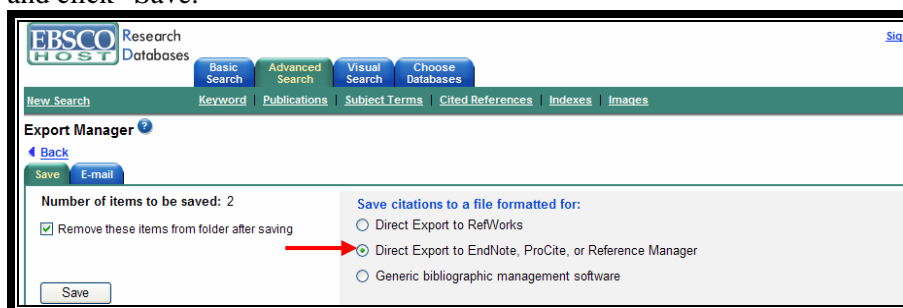 and click "Save."
EBSCO Research
HOST Databases
Sig
Basic Search Advanced Search Visual Search Choose Databases
New Search Keyword | Publications | Subject Terms | Cited References | Indexes | Images
Export Manager ?
Back
Save E-mail
Number of items to be saved: 2
Save citations to a file formatted for:
Remove these items from folder after saving
Direct Export to RefWorks
Direct Export to EndNote, ProCite, or Reference Manager
Generic bibliographic management software
Save